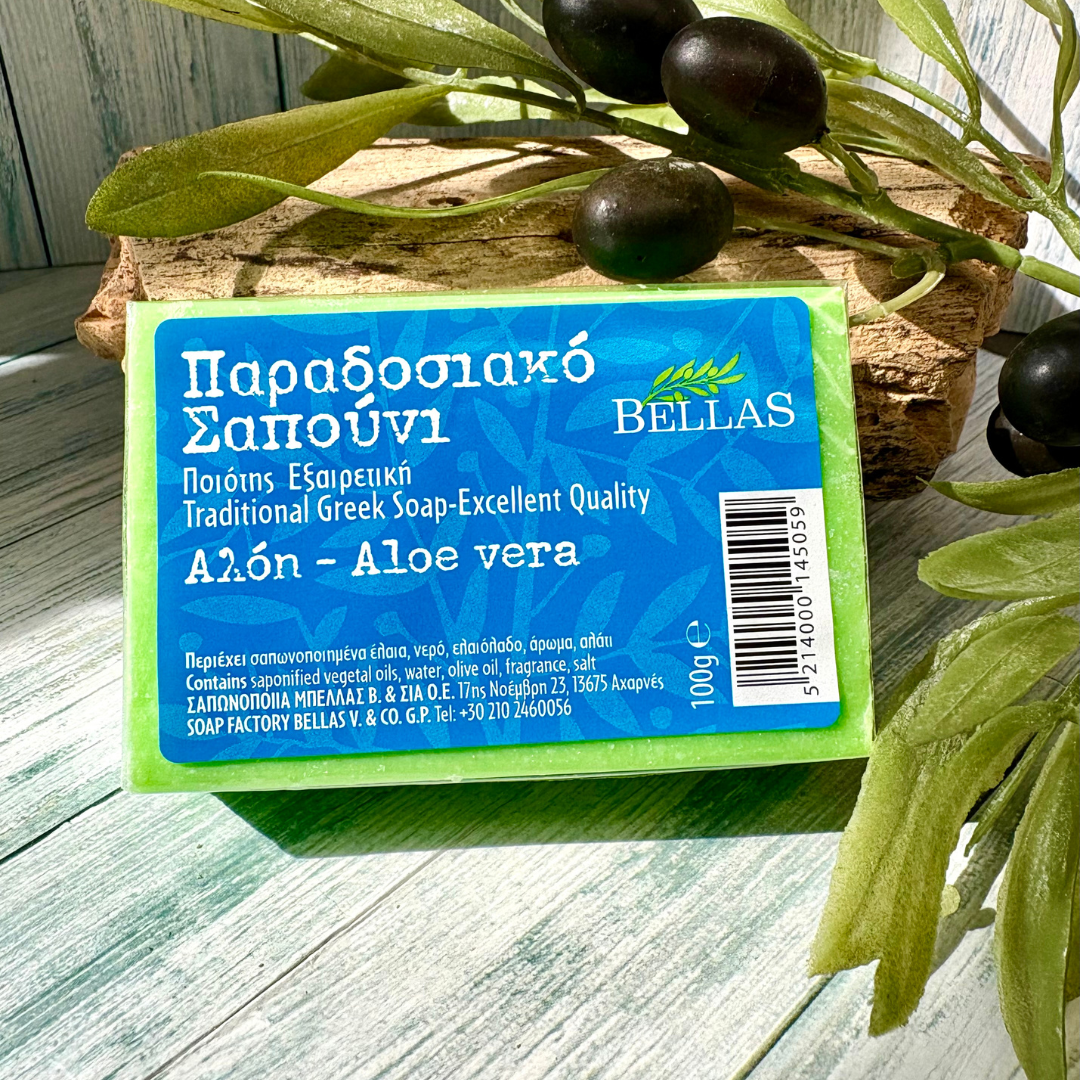 Παραδοσιακό
Σαπούνι
BELLAS
Ποιότης Εξαιρετική
Traditional Greek Soap-Excellent Quality
Αλόη - Aloe vera
Περιέχει σαπωνοποιημένα έλαια, νερό, ελαιόλαδο, άρωμα, αλάτι
Contains saponified vegetal oils, water, olive oil, fragrance, salt
ΣΑΠΩΝΟΠΟΙΙΑ ΜΠΕΛΛΑΣ Β. & ΣΙΑ Ο.Ε. 17ης Νοέμβρη 23, 13675 Αχαρνές
SOAP FACTORY BELLAS V. & CO. G.P. Tel: +30 210 2460056
100g e
5 214000 145059